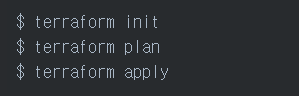 $ terraform init
$ terraform plan
$ terraform apply